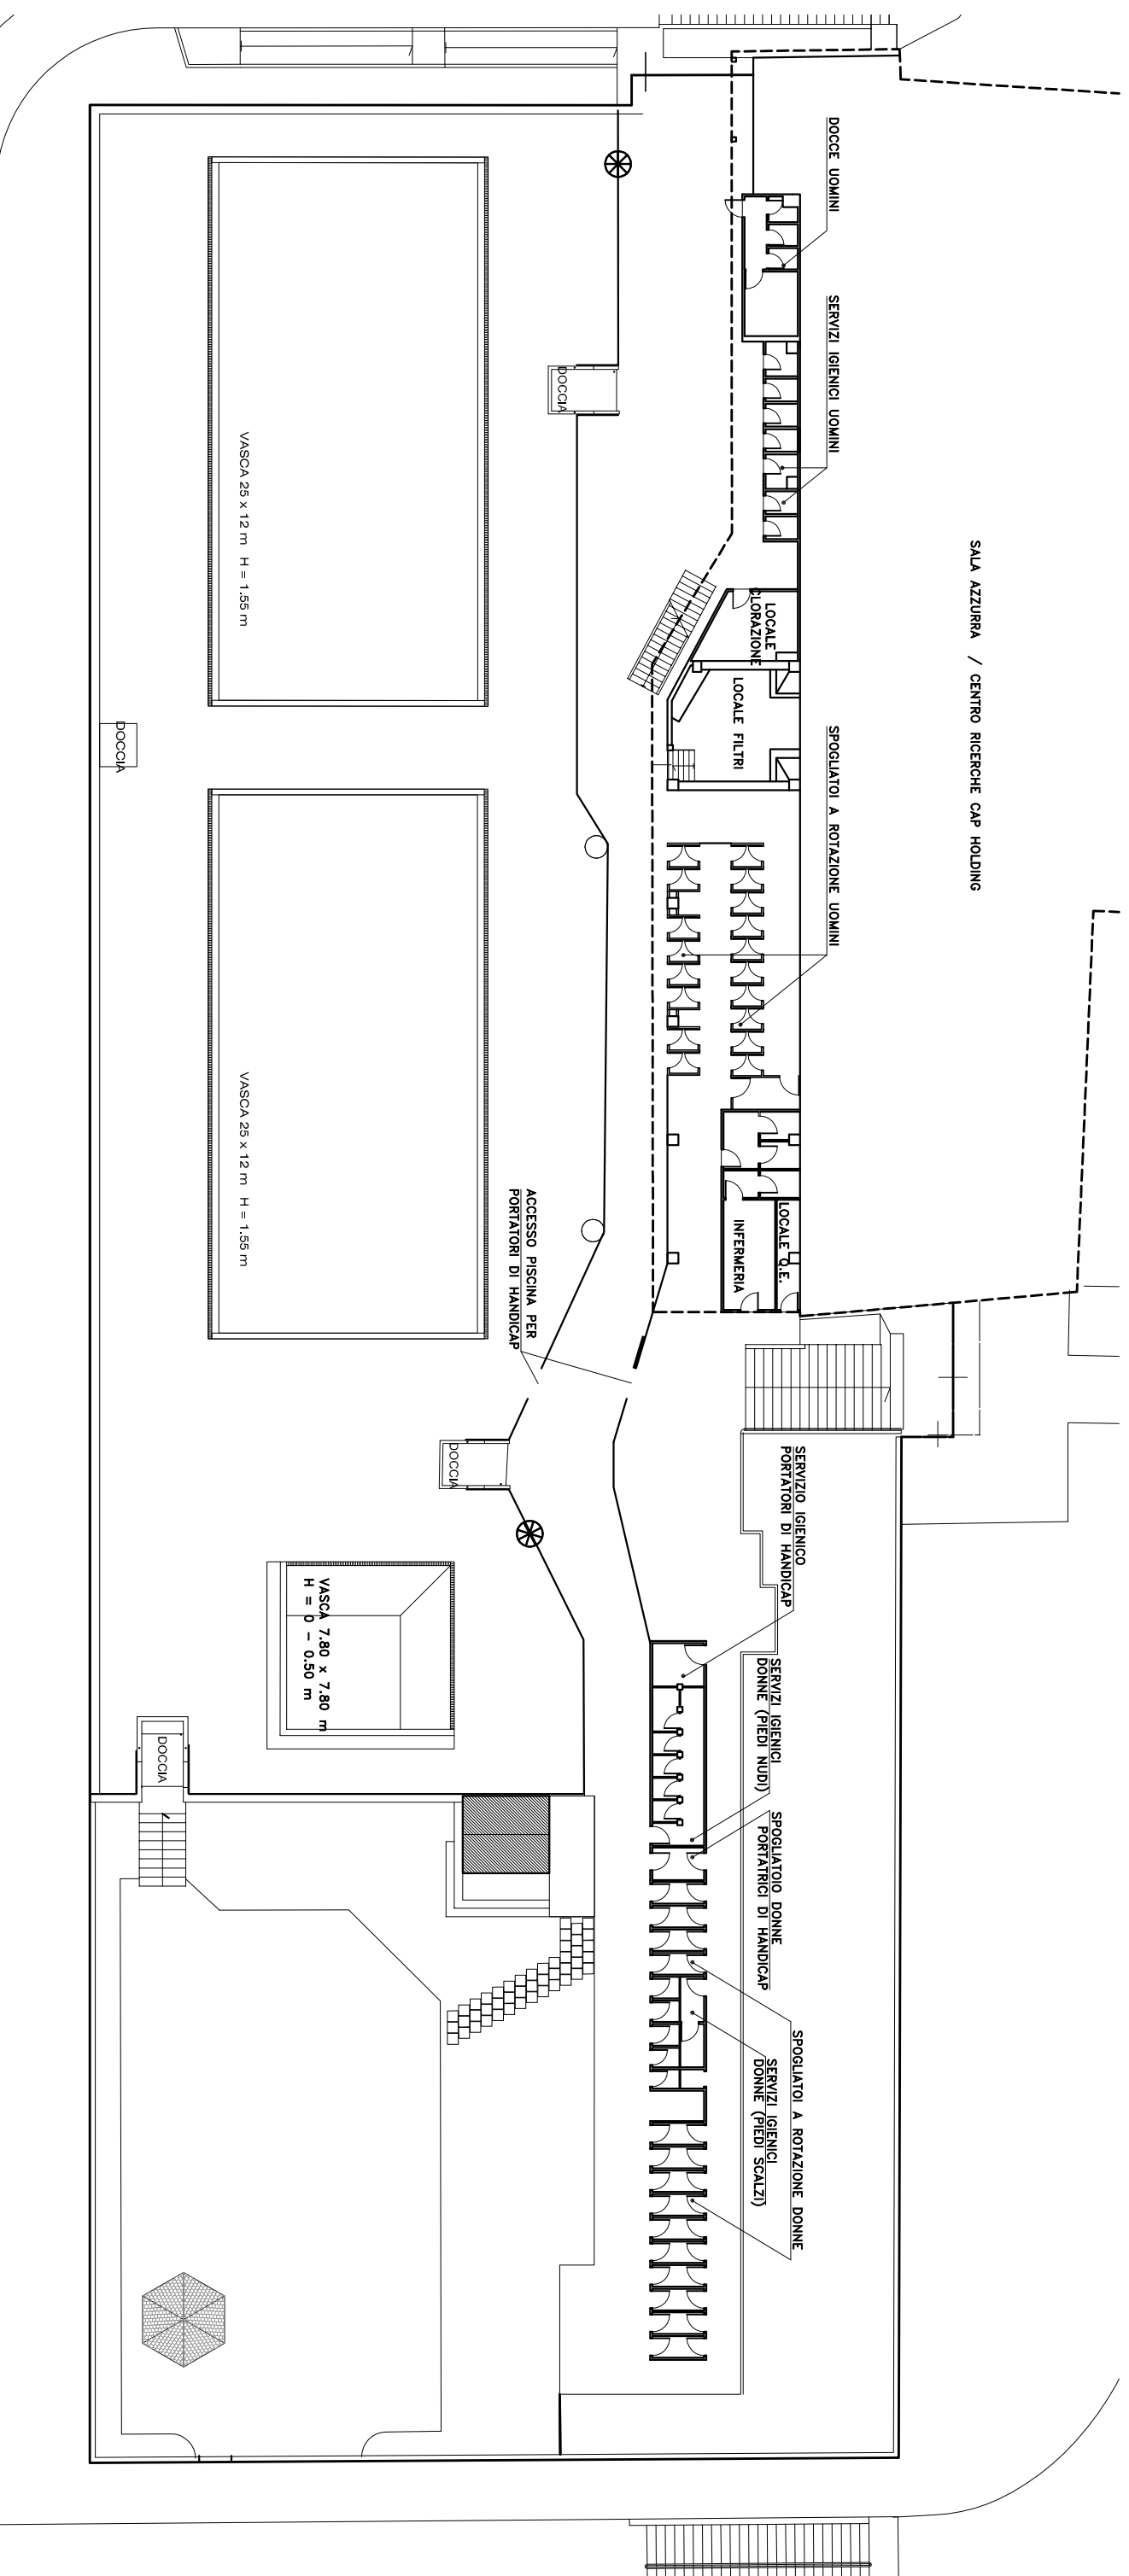 DOCCE UOMINI
SERVIZI IGIENICI UOMINI
SALA AZZURRA / CENTRO RICERCHE CAP HOLDING
DOCCIA
VASCA 25 x 12 m H = 1.55 m
LOCALE
CLORAZIONE
LOCALE FILTRI
SPOGLIATOI A ROTAZIONE UOMINI
DOCCIA
VASCA 25 x 12 m H = 1.55 m
ACCESSO PISCINA PER
PORTATORI DI HANDICAP
INFERMERIA
LOCALE Q.E.
DOCCIA
SERVIZIO IGIENICO
PORTATORI DI HANDICAP
VASCA 7.80 x 7.80 m
H = 0 – 0.50 m
SERVIZI IGIENICI
DONNE (PIEDI NUDI)
DOCCIA
SPOGLIATOIO DONNE
PORTATRICI DI HANDICAP
SPOGLIATOI A ROTAZIONE DONNE
SERVIZI IGIENICI
DONNE (PIEDI SCALZI)